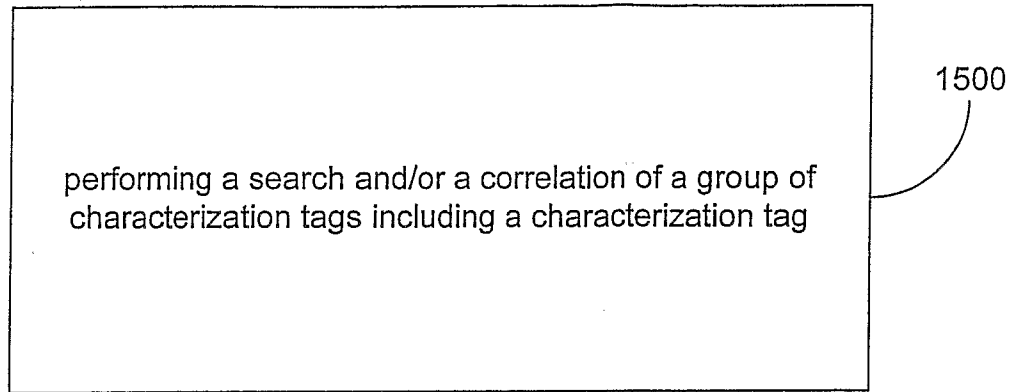 1500
performing a search and/or a correlation of a group of
characterization tags including a characterization tag